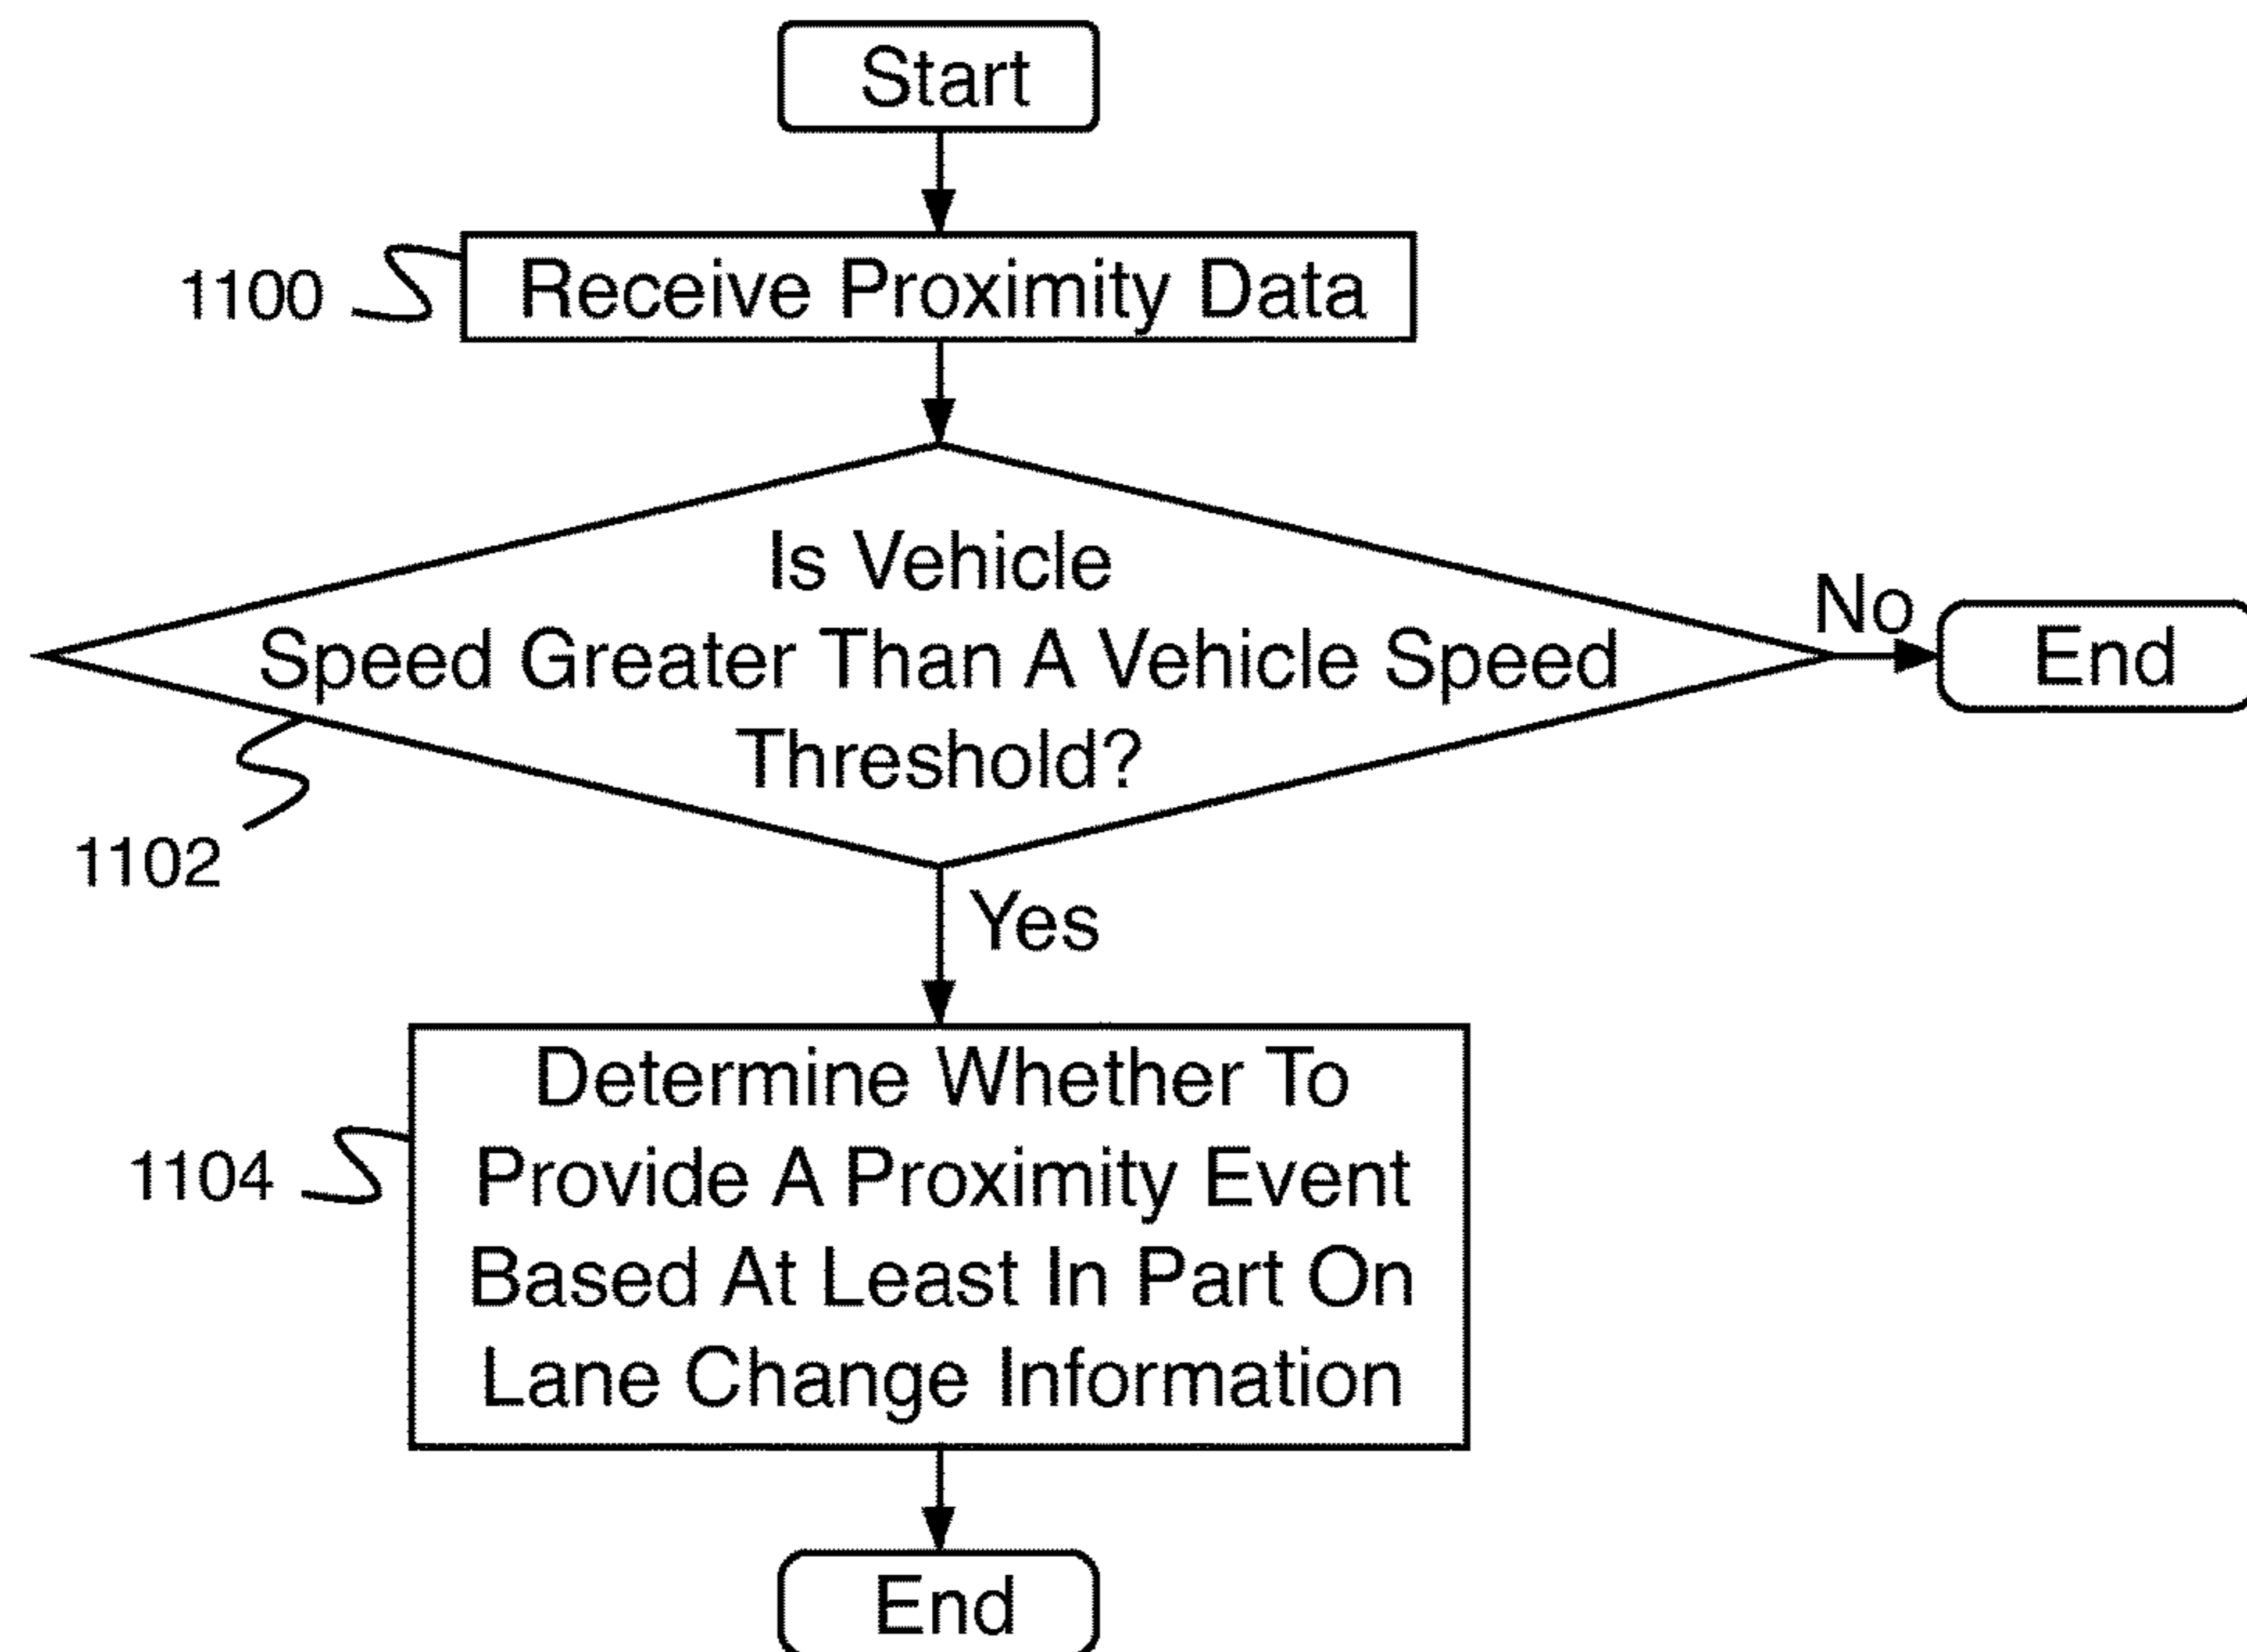 Start
1100
Receive Proximity Data
Is Vehicle
Speed Greater Than A Vehicle Speed
Threshold?
No
End
1102
Yes
1104
Determine Whether To
Provide A Proximity Event
Based At Least In Part On
Lane Change Information
End